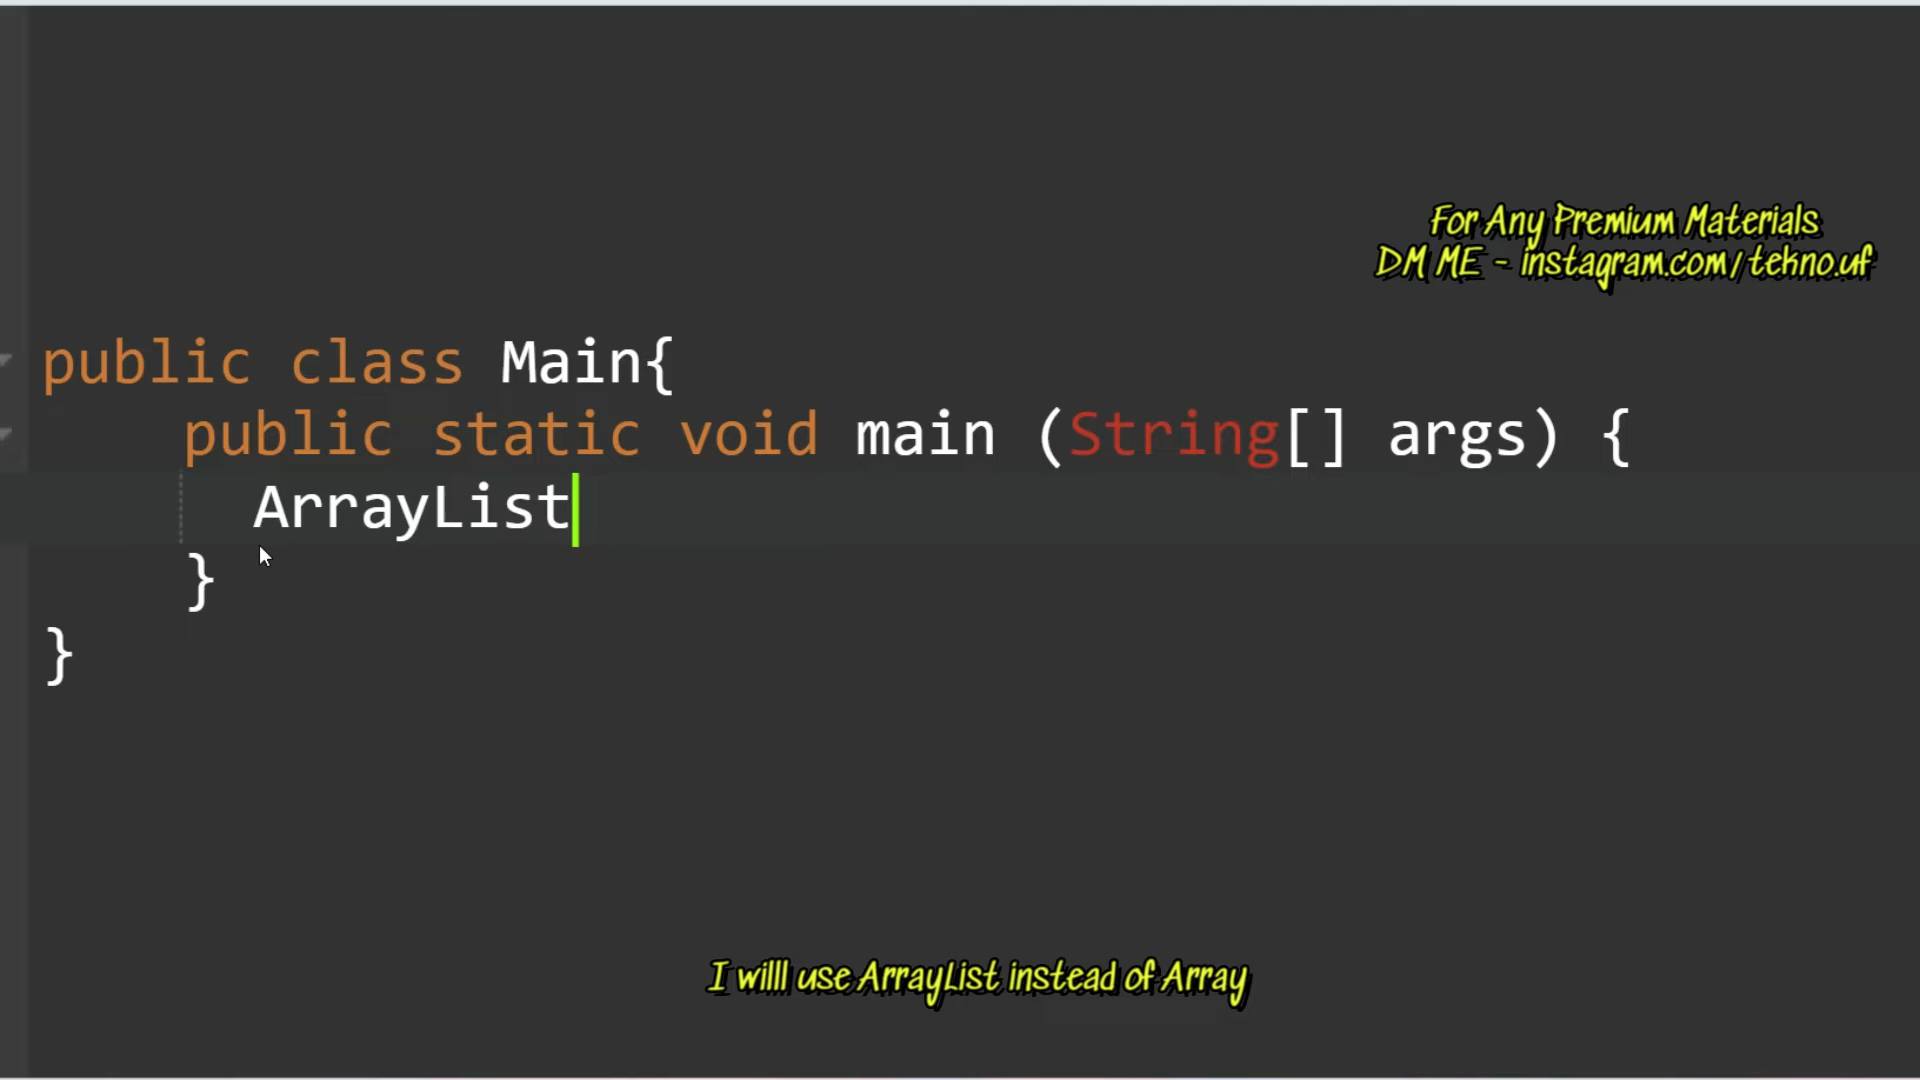 For Any Premium Materials
DM ME - instagram.com/tekno.uf
public class Main{
public static void main (String[] args) {
ArrayList
}
}
I willl use ArrayList instead of Array